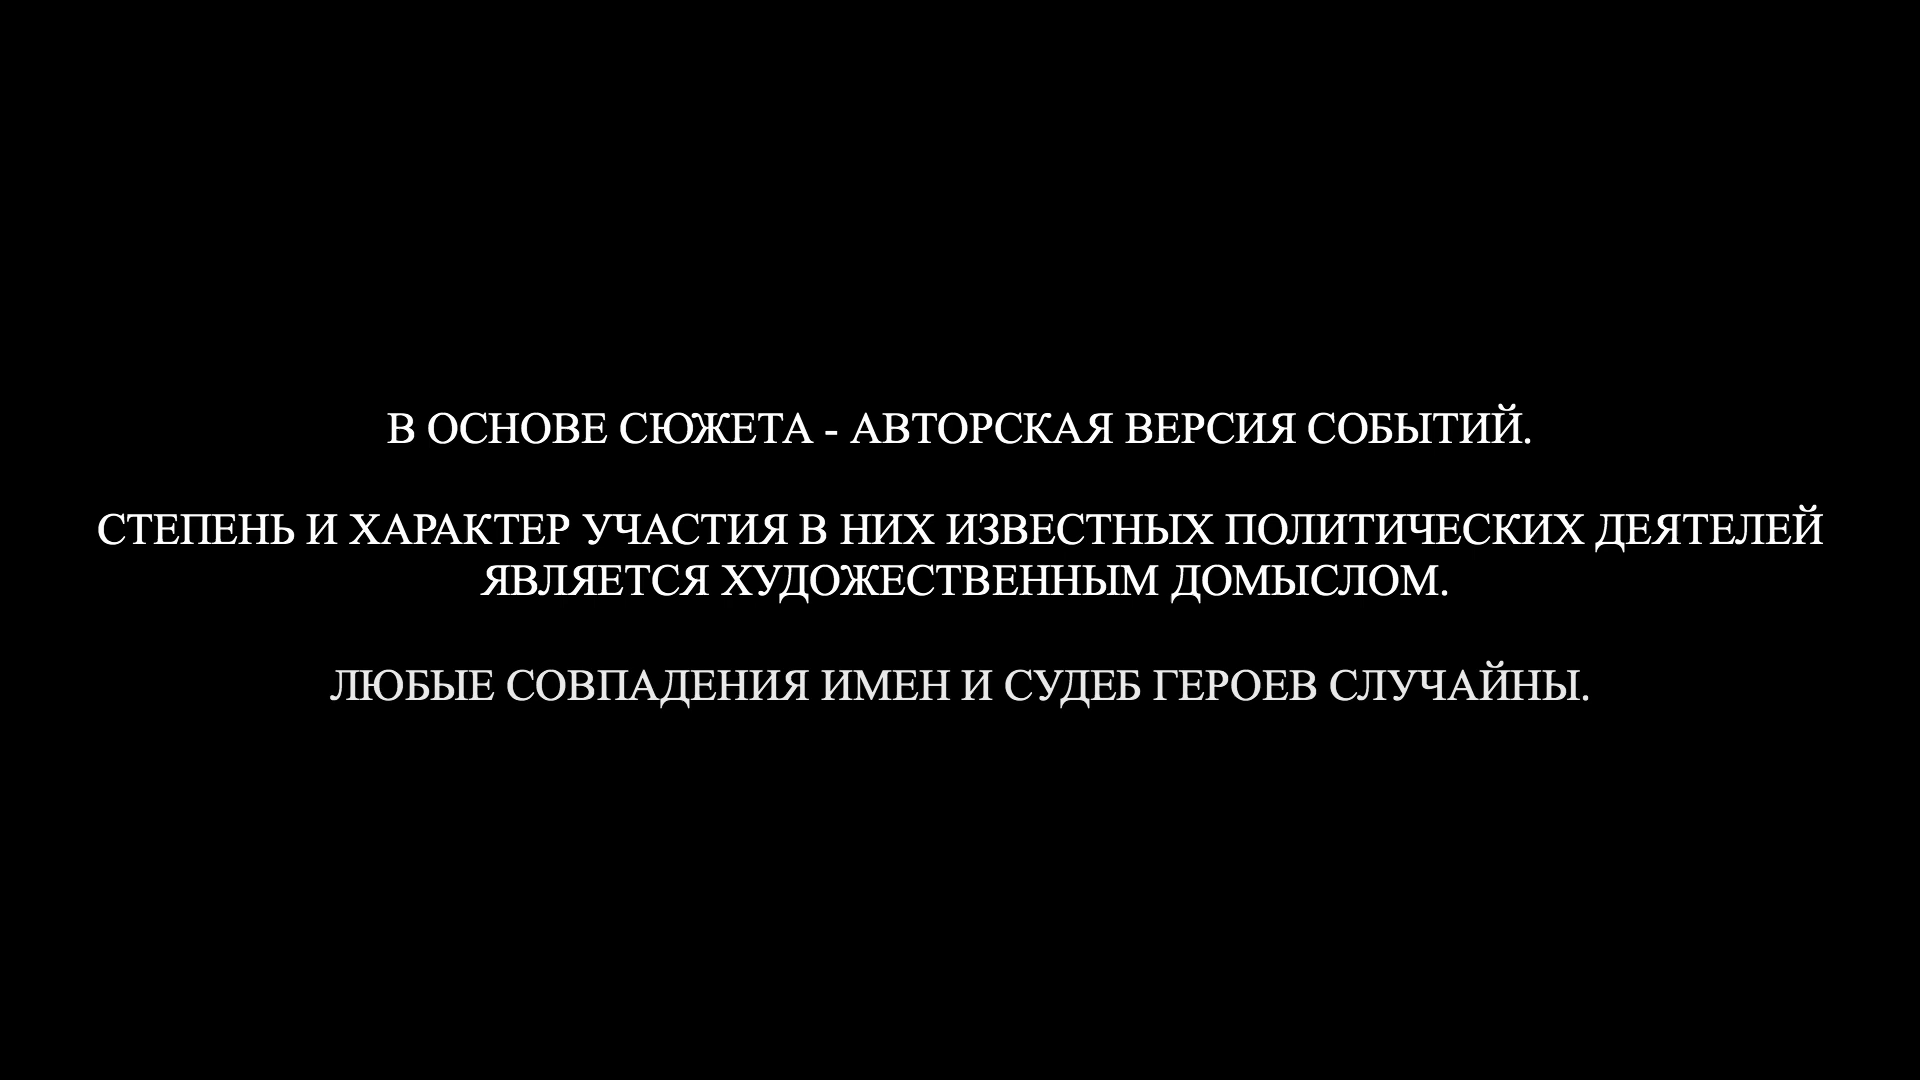 В ОСНОВЕ СЮЖЕТА - АВТОРСКАЯ ВЕРСИЯ СОБЫТИЙ.
СТЕПЕНЬ И ХАРАКТЕР УЧАСТИЯ В НИХ ИЗВЕСТНЫХ ПОЛИТИЧЕСКИХ ДЕЯТЕЛЕЙ
ЯВЛЯЕТСЯ ХУДОЖЕСТВЕННЫМ ДОМЫСЛОМ.
ЛЮБЫЕ СОВПАДЕНИЯ ИМЕН И СУДЕБ ГЕРОЕВ СЛУЧАЙНЫ.